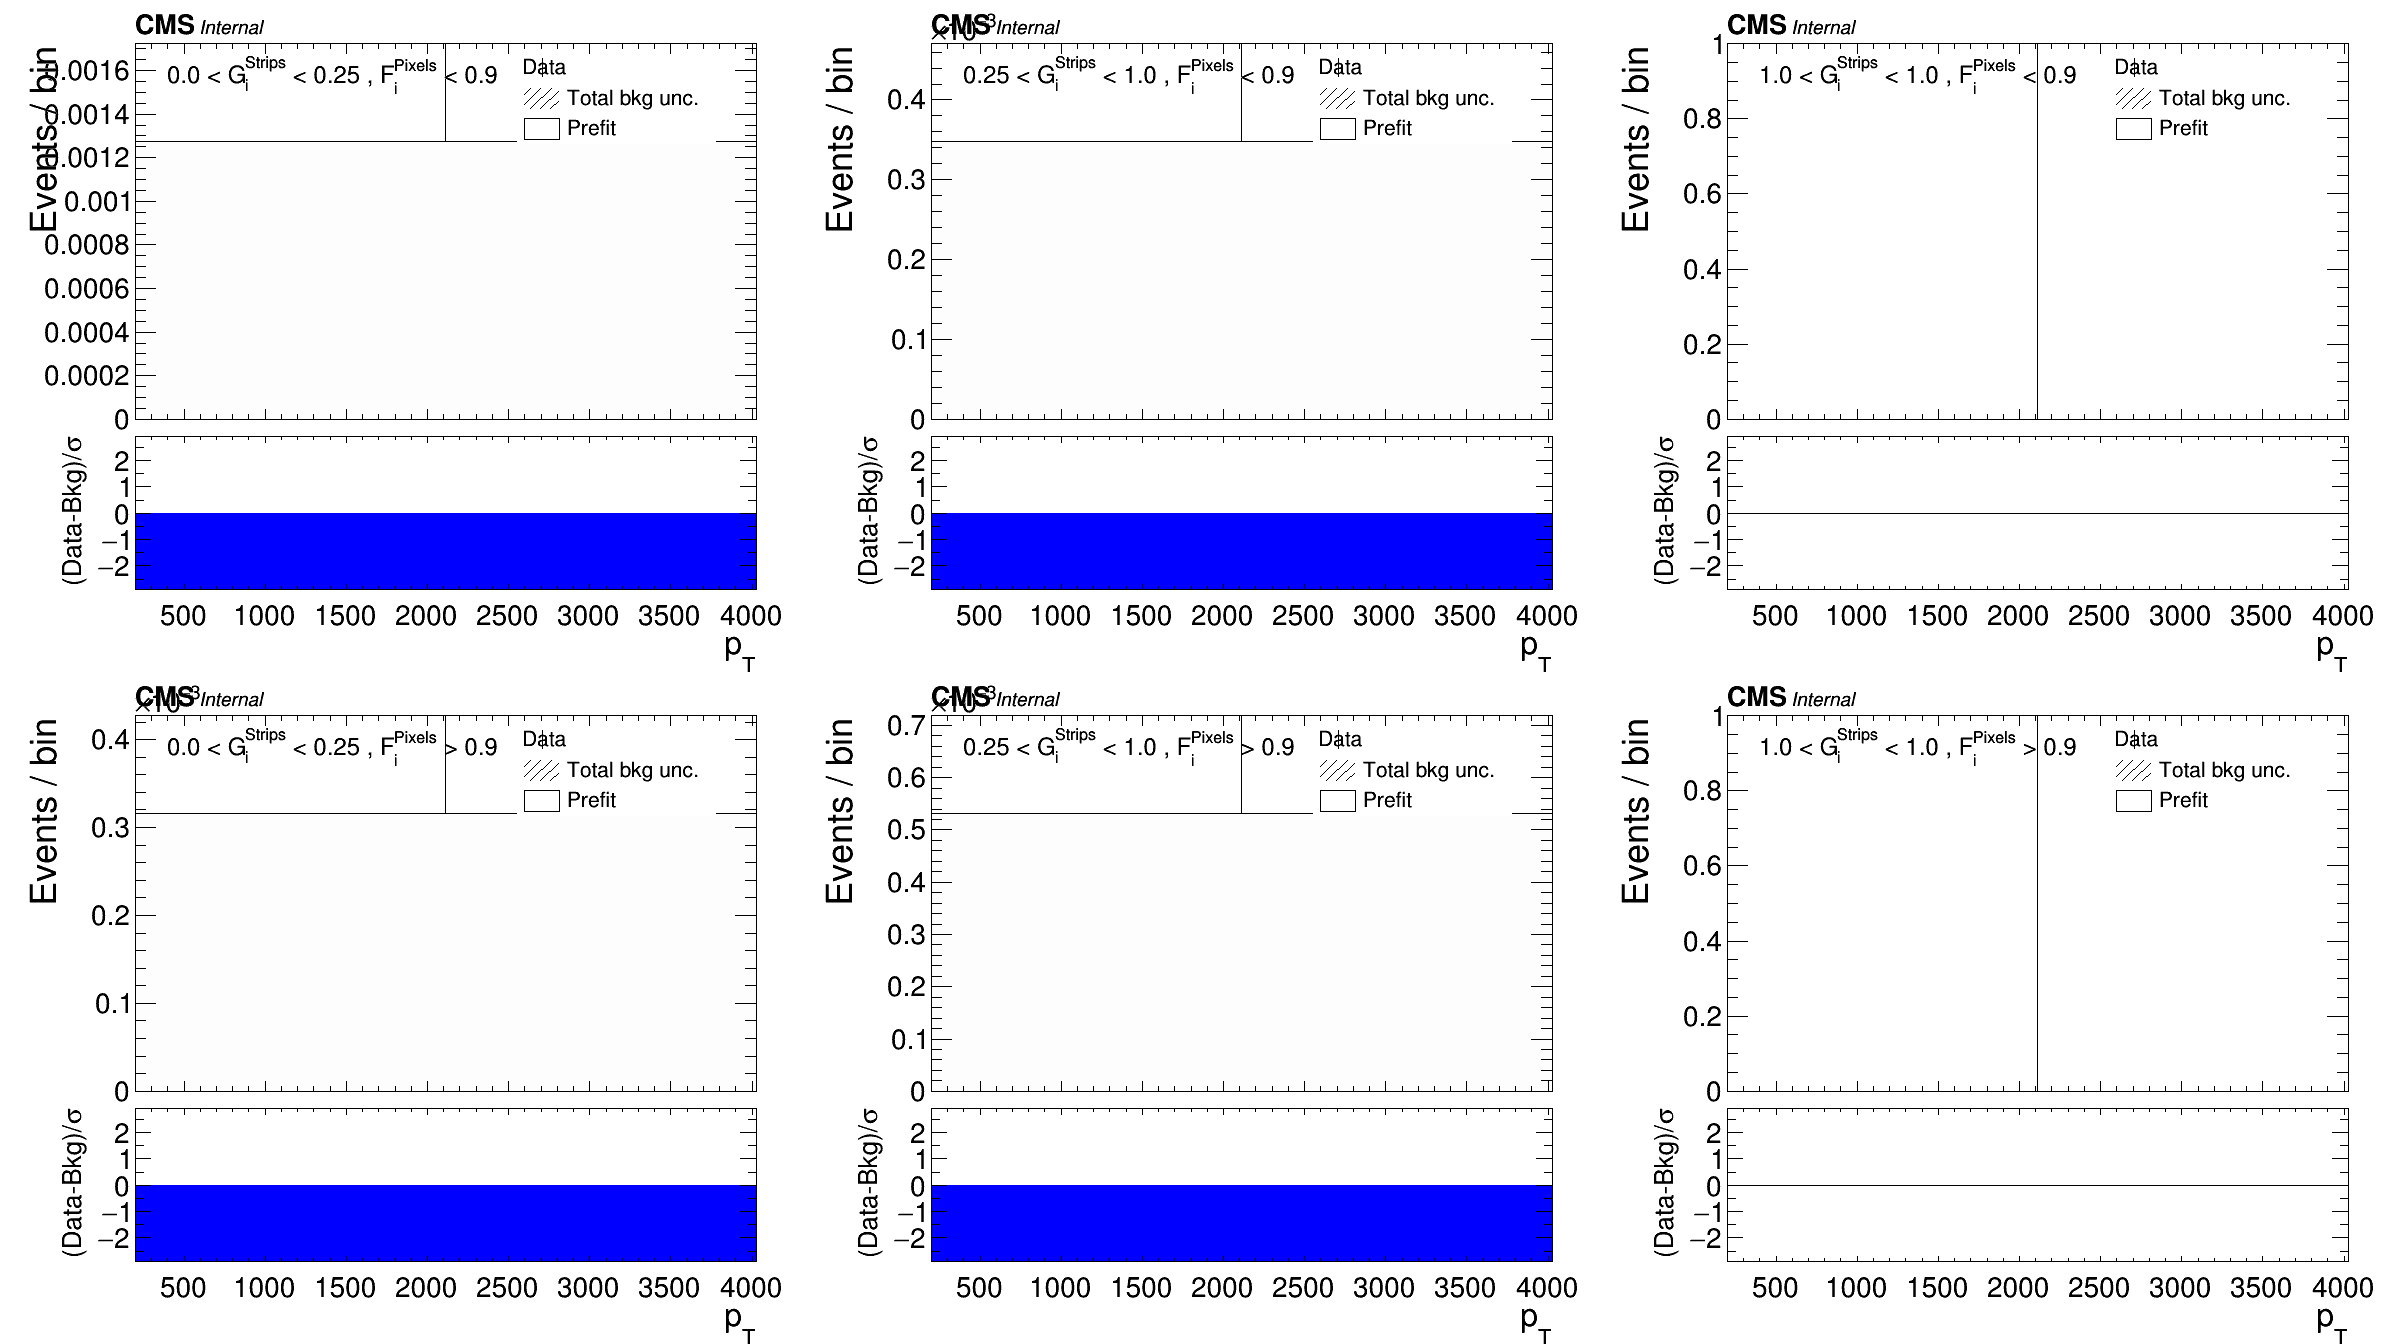 CMS Internal
Events / bin
0.0 < G_i^Strips < 0.25 , F_i^Pixels < 0.9
Data
Total bkg unc.
Prefit
0.0016
0.0014
0.0012
0.001
0.0008
0.0006
0.0004
0.0002
0
(Data-Bkg)/σ
2
1
0
−1
−2
500 1000 1500 2000 2500 3000 3500 4000
p_T
CMS Internal
×10^-3
Events / bin
0.25 < G_i^Strips < 1.0 , F_i^Pixels < 0.9
Data
Total bkg unc.
Prefit
0.4
0.3
0.2
0.1
0
(Data-Bkg)/σ
2
1
0
−1
−2
500 1000 1500 2000 2500 3000 3500 4000
p_T
CMS Internal
Events / bin
1.0 < G_i^Strips < 1.0 , F_i^Pixels < 0.9
Data
Total bkg unc.
Prefit
1
0.8
0.6
0.4
0.2
0
(Data-Bkg)/σ
2
1
0
−1
−2
500 1000 1500 2000 2500 3000 3500 4000
p_T
CMS Internal
×10^-3
Events / bin
0.0 < G_i^Strips < 0.25 , F_i^Pixels > 0.9
Data
Total bkg unc.
Prefit
0.4
0.3
0.2
0.1
0
(Data-Bkg)/σ
2
1
0
−1
−2
500 1000 1500 2000 2500 3000 3500 4000
p_T
CMS Internal
×10^-3
Events / bin
0.25 < G_i^Strips < 1.0 , F_i^Pixels > 0.9
Data
Total bkg unc.
Prefit
0.7
0.6
0.5
0.4
0.3
0.2
0.1
0
(Data-Bkg)/σ
2
1
0
−1
−2
500 1000 1500 2000 2500 3000 3500 4000
p_T
CMS Internal
Events / bin
1.0 < G_i^Strips < 1.0 , F_i^Pixels > 0.9
Data
Total bkg unc.
Prefit
1
0.8
0.6
0.4
0.2
0
(Data-Bkg)/σ
2
1
0
−1
−2
500 1000 1500 2000 2500 3000 3500 4000
p_T